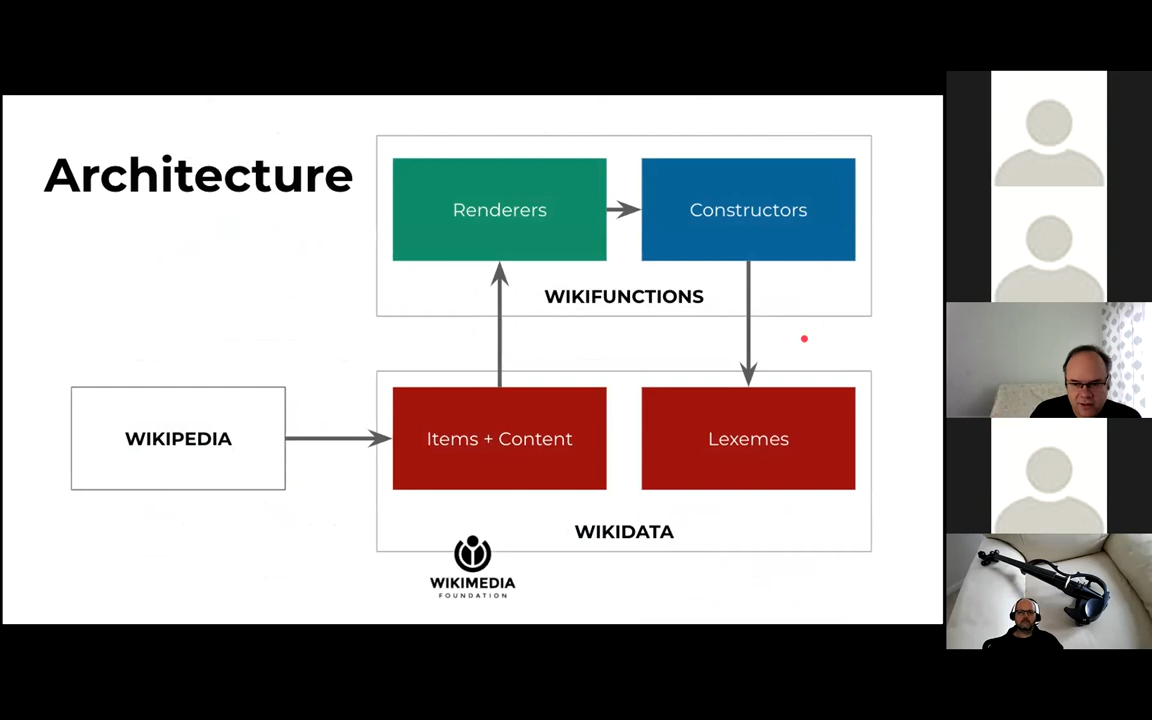 Architecture
Renderers
Constructors
WIKIFUNCTIONS
WIKIPEDIA
Items + Content
Lexemes
WIKIDATA
WIKIMEDIA
FOUNDATION